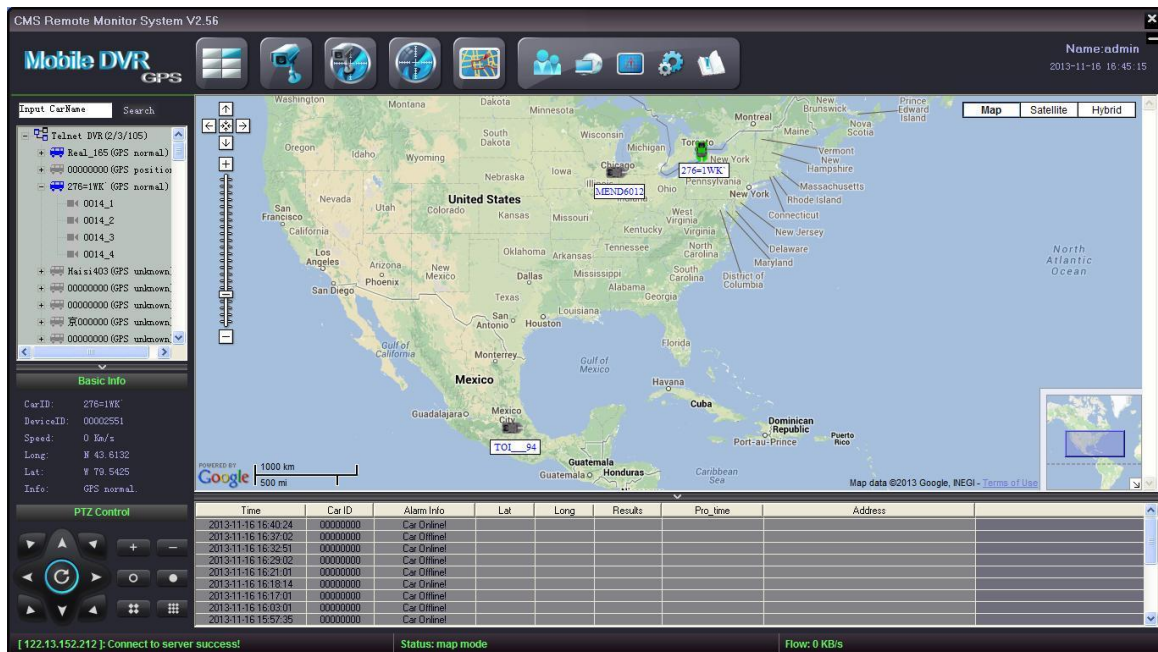 CMS Remote Monitor System V2.56
Mobile DVR
GPS
Name:admin
2013-11-16 16:45:15
Input CarName Search
Telnet DVR(2/3/105)
Real_165(GPS normal)
00000000(GPS position
276=1WK`(GPS normal)
0014_1
0014_2
0014_3
0014_4
Haisi403(GPS unknown
00000000(GPS unknown
00000000(GPS unknown
京000000(GPS unknown
00000000(GPS unknown
Basic Info
CarID: 276=1WK`
DeviceID: 00002551
Speed: 0 Km/s
Long: N 43.6132
Lat: W 79.5425
Info: GPS normal.
PTZ Control
Map Satellite Hybrid
Washington
Montana
Dakota
Minnesota
Montreal
New
Brunswick
Prince
Edward
Island
Nova
Scotia
Maine
Oregon
Idaho
Wyoming
South
Dakota
Wisconsin
Michigan
Toronto
Vermont
New
Hampshire
New York
276=1WK`
Chicago
MEND6012
Nebraska
Iowa
Ohio
Pennsylvania
New York
Massachusetts
Rhode Island
Connecticut
New Jersey
Delaware
Maryland
District of
Columbia
San
Francisco
Nevada
Utah
Colorado
United States
Kansas
Missouri
West
Virginia
Kentucky
Virginia
California
Los
Angeles
San Diego
Arizona
Phoenix
New
Mexico
Oklahoma
Arkansas
Tennessee
North
Carolina
South
Carolina
Dallas
Mississippi
Alabama
Georgia
Texas
Louisiana
San
Antonio
Houston
Florida
North
Atlantic
Ocean
Gulf of
California
Monterrey
Gulf of
Mexico
Mexico
Havana
Cuba
Guadalajara
Mexico
City
TOI___94
Dominican
Republic
Port-au-Prince
Puerto
Rico
Guatemala
Guatemala
Honduras
Caribbean
Sea
POWERED BY
Google
1000 km
500 mi
Map data ©2013 Google, INEGI - Terms of Use
Time Car ID Alarm Info Lat Long Results Pro_time Address
2013-11-16 16:40:24 00000000 Car Online!
2013-11-16 16:37:02 00000000 Car Offline!
2013-11-16 16:32:51 00000000 Car Online!
2013-11-16 16:29:02 00000000 Car Offline!
2013-11-16 16:21:01 00000000 Car Offline!
2013-11-16 16:18:14 00000000 Car Online!
2013-11-16 16:17:01 00000000 Car Offline!
2013-11-16 16:03:01 00000000 Car Offline!
2013-11-16 15:57:35 00000000 Car Online!
[ 122.13.152.212 ]: Connect to server success! Status: map mode Flow: 0 KB/s